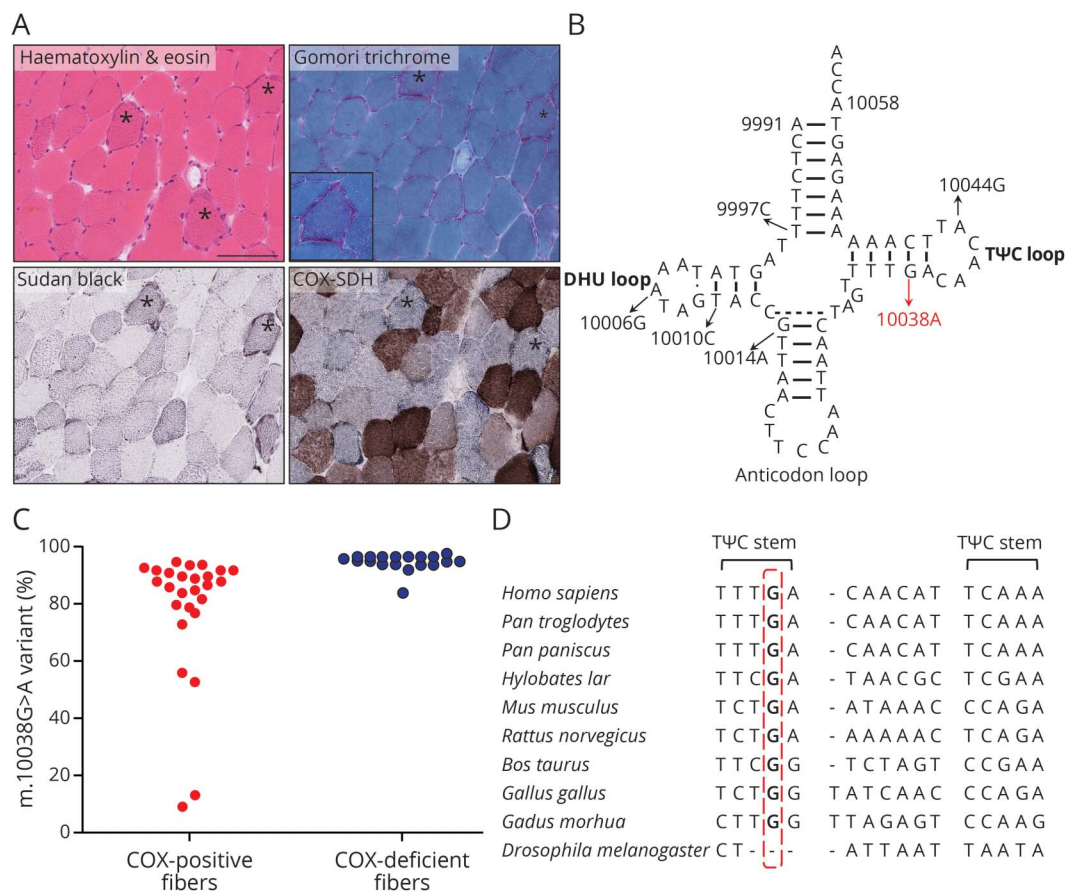 A
Haematoxylin & eosin
Gomori trichrome
*
*
*
*
*
Sudan black
COX-SDH
*
*
*
*
B
A
C
C
A
10058
9991
A T
C G
T A
C G
T A
T A
T A
9997C
T
A
G
A A A C T T A C A
A C A G T T T T
10044G
TΨC loop
10038A
DHU loop
A A T A T G
A
A
T A G T A C C
10006G
10010C
10014A
G A T
G C
T A
T A
A T
A T
C A
T A
T C C
Anticodon loop
C
m.10038G>A variant (%)
100
80
60
40
20
0
COX-positive fibers
COX-deficient fibers
D
TΨC stem TΨC stem
Homo sapiens T T T G A - C A A C A T T C A A A
Pan troglodytes T T T G A - C A A C A T T C A A A
Pan paniscus T T T G A - C A A C A T T C A A A
Hylobates lar T T C G A - T A A C G C T C G A A
Mus musculus T C T G A - A T A A A C C C A G A
Rattus norvegicus T C T G A - A A A A A C T C A G A
Bos taurus T T C G G - T C T A G T C C G A A
Gallus gallus T C T G G T A T C A A C C C A G A
Gadus morhua C T T G G T T A G A G T C C A A G
Drosophila melanogaster C T - - - - A T T A A T T A A T A